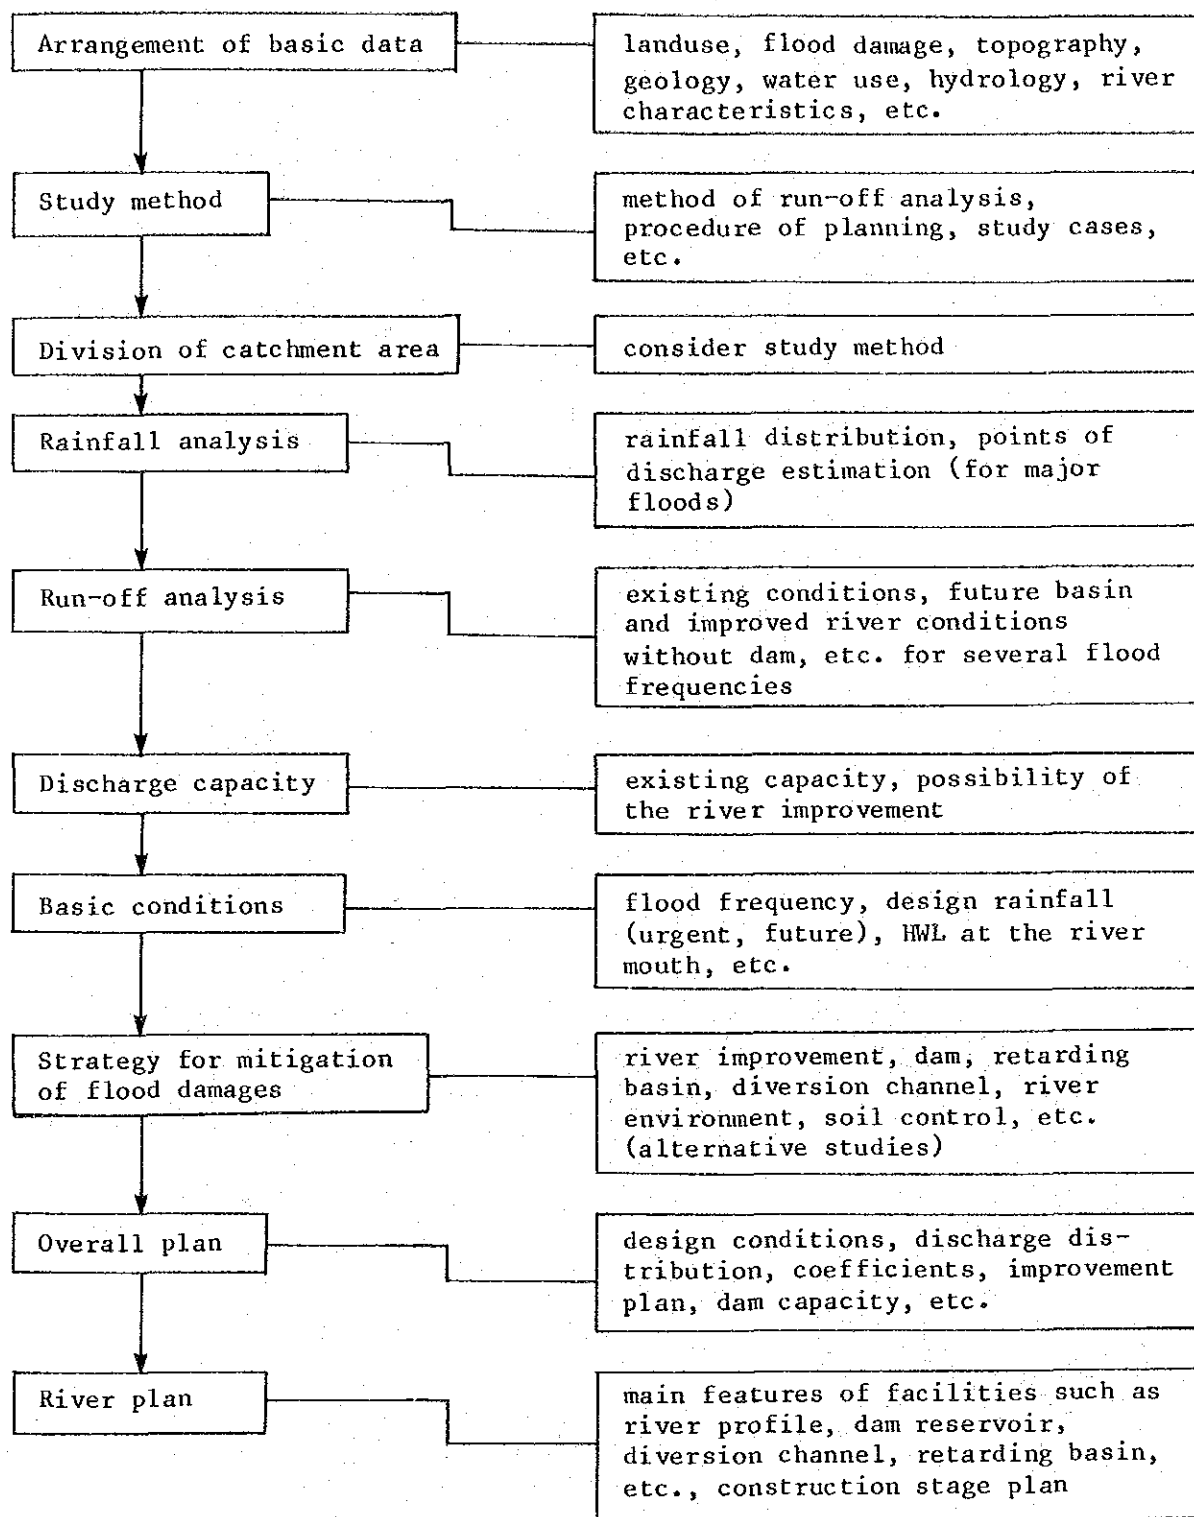 Arrangement of basic data
landuse, flood damage, topography,
geology, water use, hydrology, river
characteristics, etc.
Study method
method of run-off analysis,
procedure of planning, study cases,
etc.
Division of catchment area
consider study method
Rainfall analysis
rainfall distribution, points of
discharge estimation (for major
floods)
Run-off analysis
existing conditions, future basin
and improved river conditions
without dam, etc. for several flood
frequencies
Discharge capacity
existing capacity, possibility of
the river improvement
Basic conditions
flood frequency, design rainfall
(urgent, future), HWL at the river
mouth, etc.
Strategy for mitigation
of flood damages
river improvement, dam, retarding
basin, diversion channel, river
environment, soil control, etc.
(alternative studies)
Overall plan
design conditions, discharge dis-
tribution, coefficients, improvement
plan, dam capacity, etc.
River plan
main features of facilities such as
river profile, dam reservoir,
diversion channel, retarding basin,
etc., construction stage plan